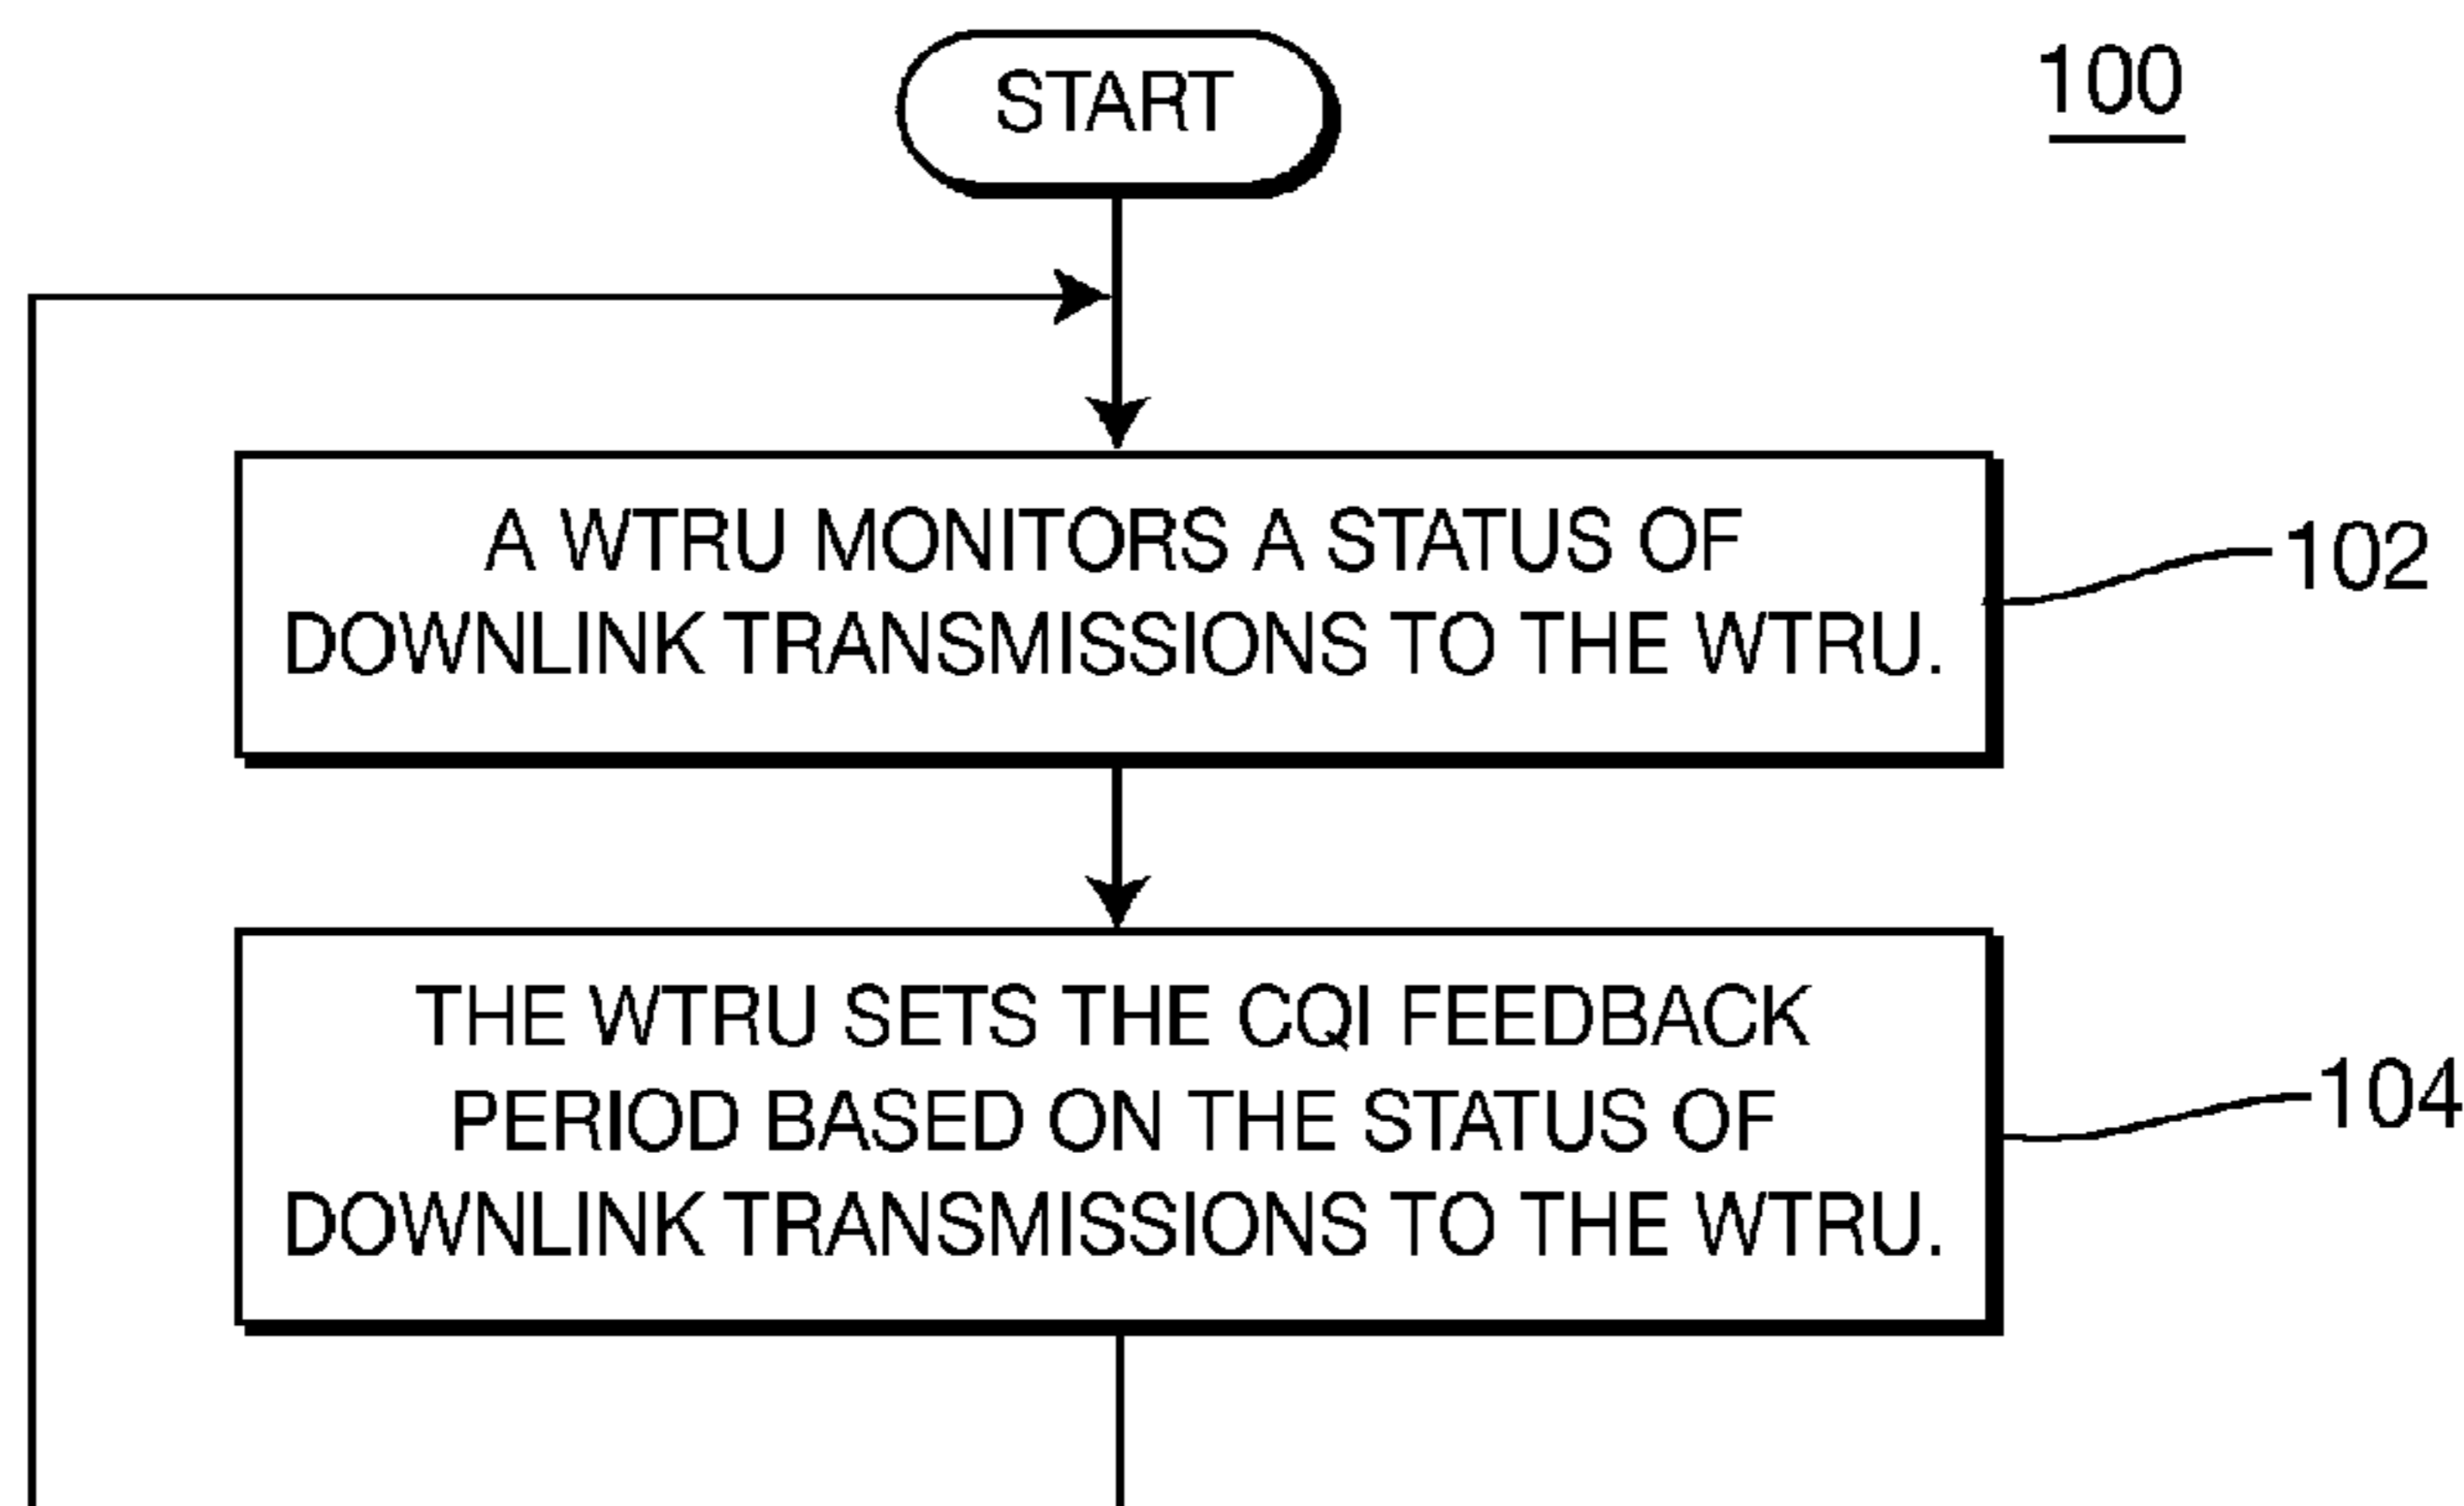 START
100
A WTRU MONITORS A STATUS OF
DOWNLINK TRANSMISSIONS TO THE WTRU.
102
THE WTRU SETS THE CQI FEEDBACK
PERIOD BASED ON THE STATUS OF
DOWNLINK TRANSMISSIONS TO THE WTRU.
104